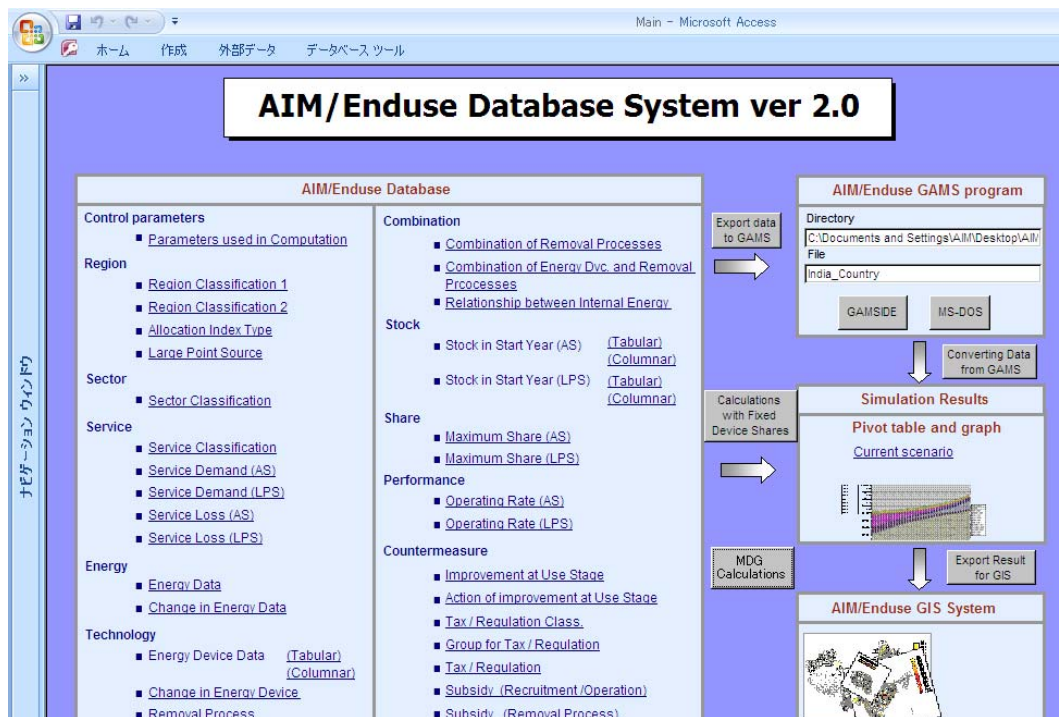 Main - Microsoft Access
ホーム 作成 外部データ データベース ツール
»
ナビゲーション ウィンドウ
AIM/Enduse Database System ver 2.0
AIM/Enduse Database
Control parameters
Parameters used in Computation
Region
Region Classification 1
Region Classification 2
Allocation Index Type
Large Point Source
Sector
Sector Classification
Service
Service Classification
Service Demand (AS)
Service Demand (LPS)
Service Loss (AS)
Service Loss (LPS)
Energy
Energy Data
Change in Energy Data
Technology
Energy Device Data (Tabular)
(Columnar)
Change in Energy Device
Removal Process
Combination
Combination of Removal Processes
Combination of Energy Dvc. and Removal
Prcocesses
Relationship between Internal Energy
Stock
Stock in Start Year (AS) (Tabular)
(Columnar)
Stock in Start Year (LPS) (Tabular)
(Columnar)
Share
Maximum Share (AS)
Maximum Share (LPS)
Performance
Operating Rate (AS)
Operating Rate (LPS)
Countermeasure
Improvement at Use Stage
Action of improvement at Use Stage
Tax / Regulation Class.
Group for Tax / Regulation
Tax / Regulation
Subsidy (Recruitment /Operation)
Subsidy (Removal Process)
Export data
to GAMS
Calculations
with Fixed
Device Shares
MDG
Calculations
AIM/Enduse GAMS program
Directory
C:\Documents and Settings\AIM\Desktop\AIM
File
India_Country
GAMSIDE MS-DOS
Converting Data
from GAMS
Simulation Results
Pivot table and graph
Current scenario
Export Result
for GIS
AIM/Enduse GIS System